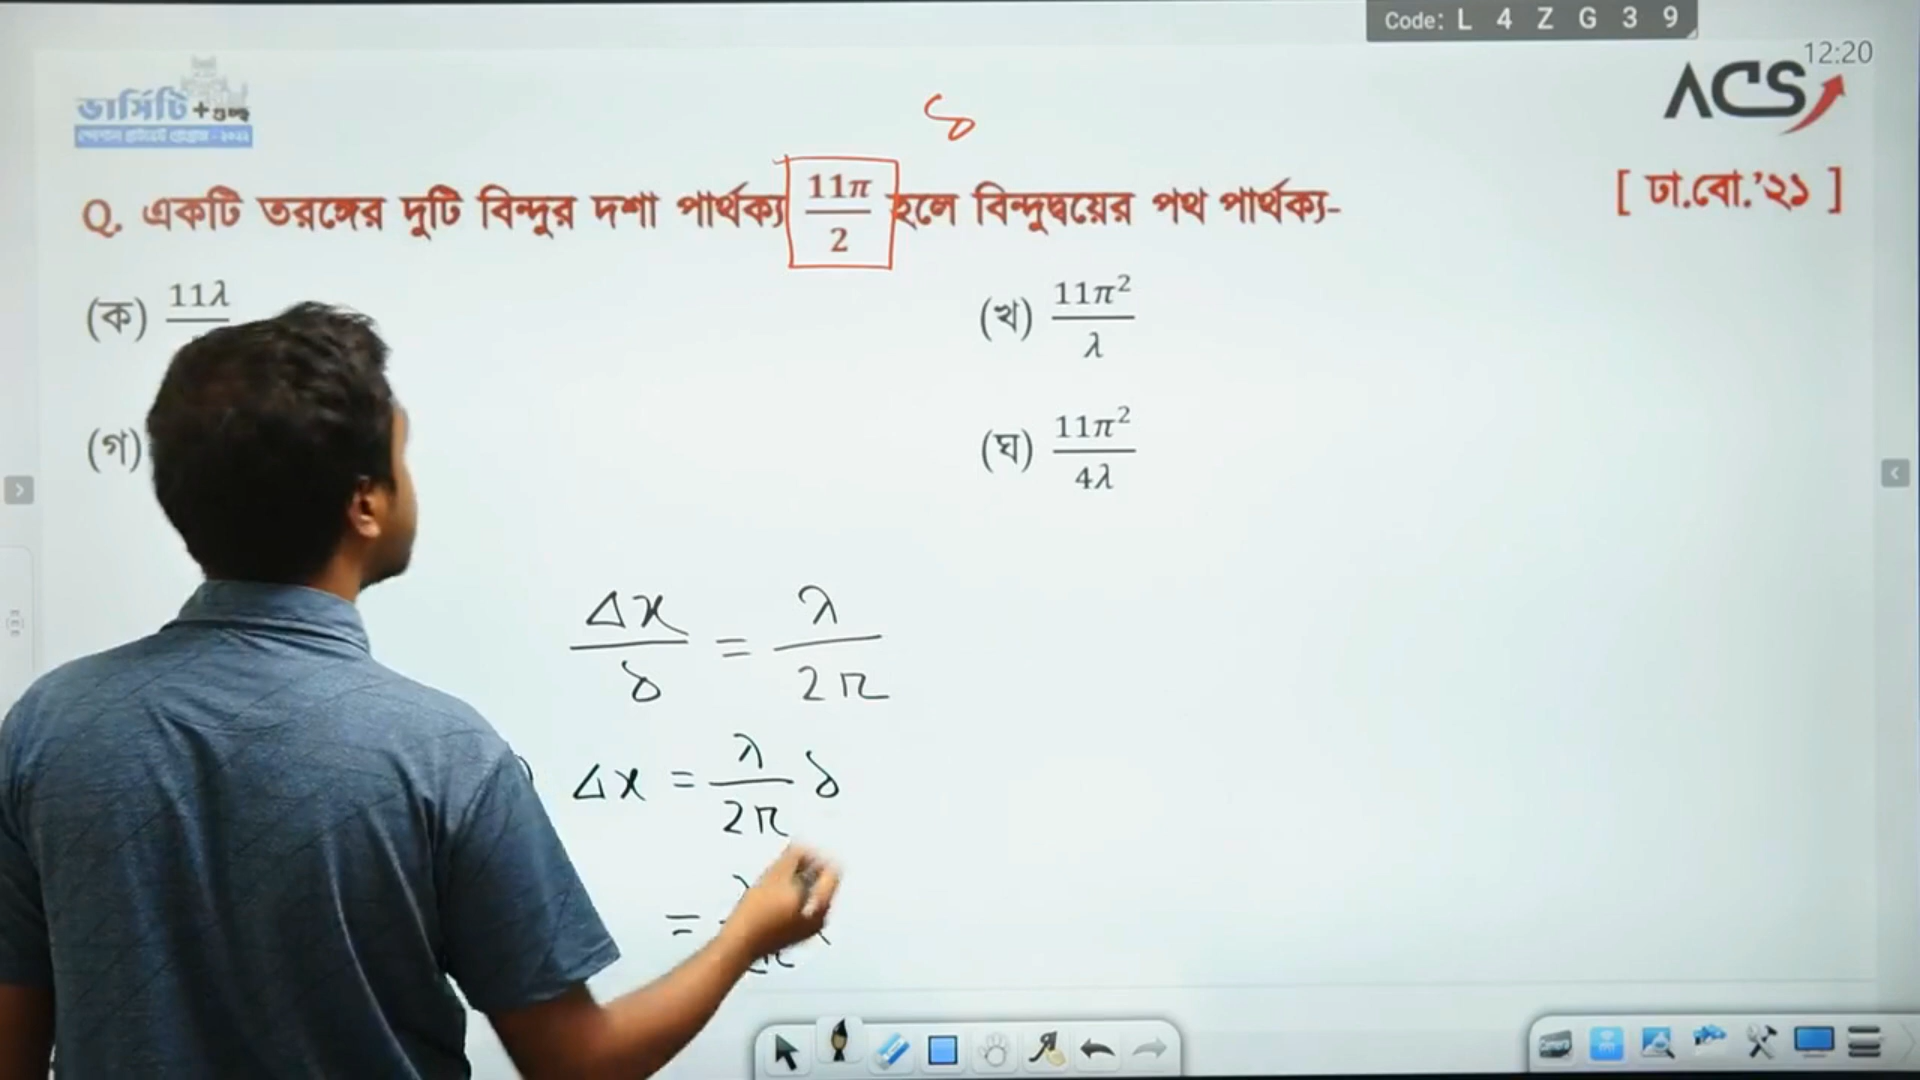 Code: L 4 Z G 3 9
12:20
ভার্সিটি +
ACS
δ
Q. একটি তরঙ্গের দুটি বিন্দুর দশা পার্থক্য 11π/2 হলে বিন্দুদ্বয়ের পথ পার্থক্য- [ ঢা.বো.'২১ ]
(ক) 11λ (খ) 11π²/λ
(গ) (ঘ) 11π²/4λ
Δx/δ = λ/2π
Δx = λ/2π δ
=